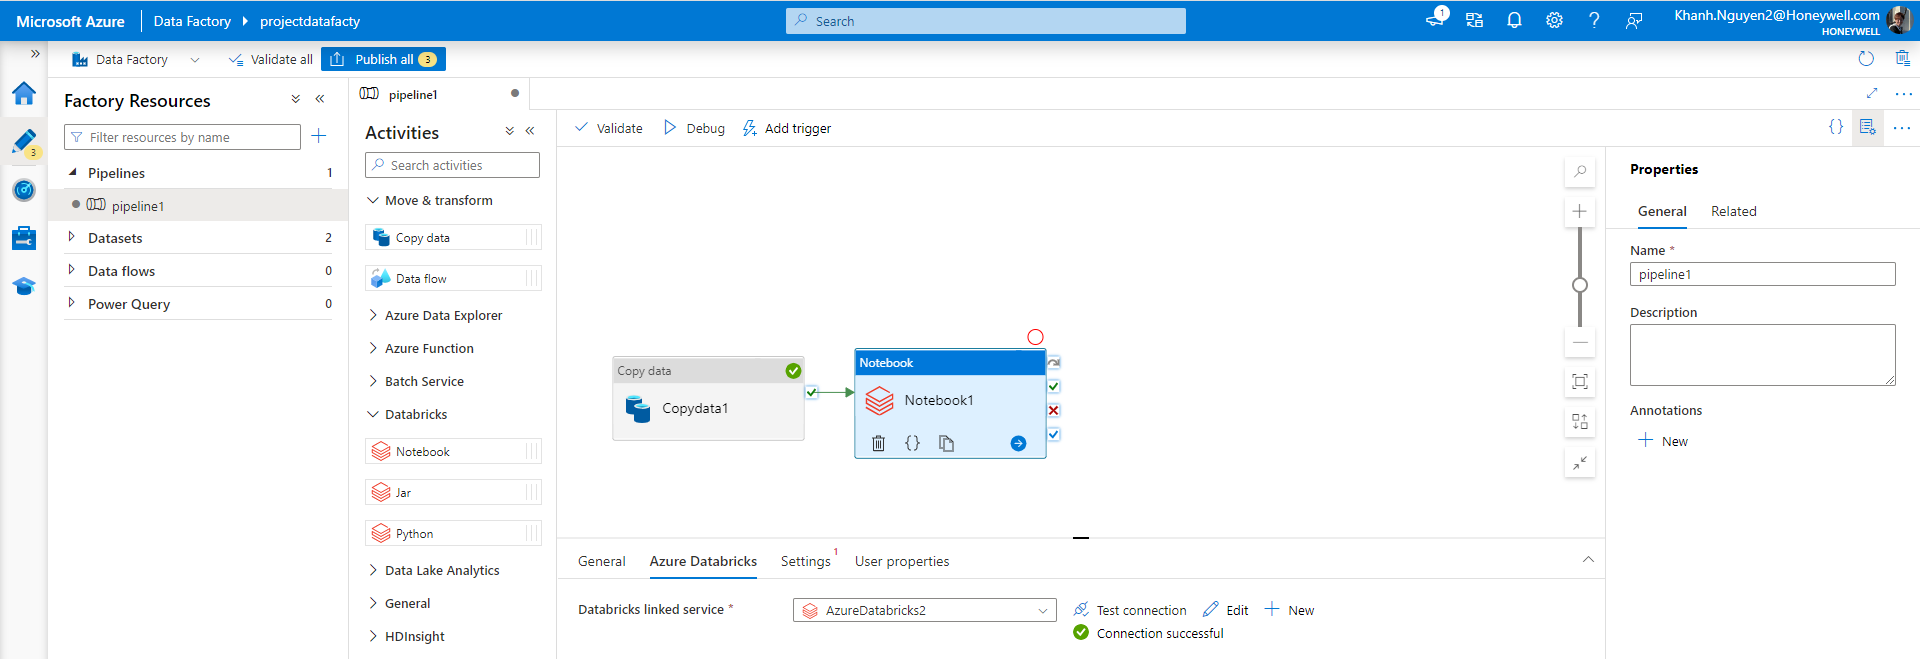 Microsoft Azure
Data Factory
projectdatafacty
Search
1
Khanh.Nguyen2@Honeywell.com
HONEYWELL
Data Factory
Validate all
Publish all 3
3
Factory Resources
Filter resources by name
Pipelines 1
pipeline1
Datasets 2
Data flows 0
Power Query 0
pipeline1
Activities
Search activities
Move & transform
Copy data
Data flow
Azure Data Explorer
Azure Function
Batch Service
Databricks
Notebook
Jar
Python
Data Lake Analytics
General
HDInsight
Validate
Debug
Add trigger
{}
Copy data
Copydata1
Notebook
Notebook1
{}
General
Azure Databricks
Settings 1
User properties
Databricks linked service *
AzureDatabricks2
Test connection
Edit
New
Connection successful
Properties
General
Related
Name *
pipeline1
Description
Annotations
New